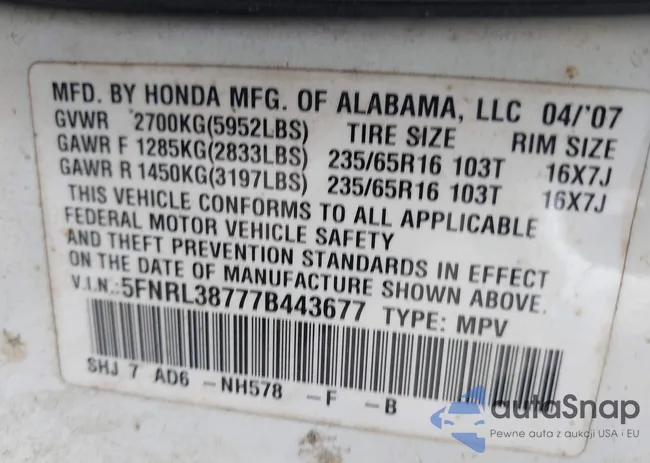 MFD. BY HONDA MFG. OF ALABAMA, LLC 04/'07
GVWR 2700KG(5952LBS) TIRE SIZE RIM SIZE
GAWR F 1285KG(2833LBS) 235/65R16 103T 16X7J
GAWR R 1450KG(3197LBS) 235/65R16 103T 16X7J
THIS VEHICLE CONFORMS TO ALL APPLICABLE
FEDERAL MOTOR VEHICLE SAFETY
AND THEFT PREVENTION STANDARDS IN EFFECT
ON THE DATE OF MANUFACTURE SHOWN ABOVE.
V.I.N.:5FNRL38777B443677 TYPE: MPV
SHJ 7 AD6 -NH578 -F -B
autaSnap
Pewne auta z aukcji USA i EU